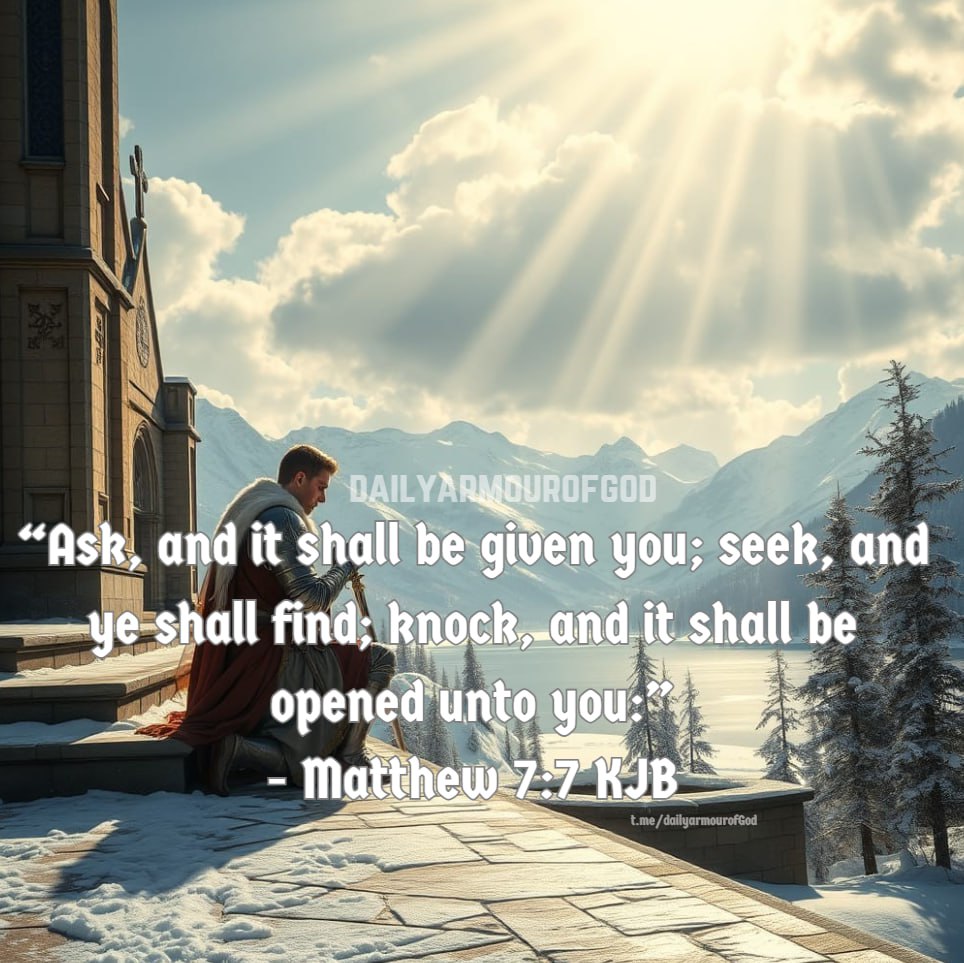 DAILYARMOUROFGOD
“Ask, and it shall be given you; seek, and
ye shall find; knock, and it shall be
opened unto you:”
- Matthew 7:7 KJB
t.me/dailyarmourofGod